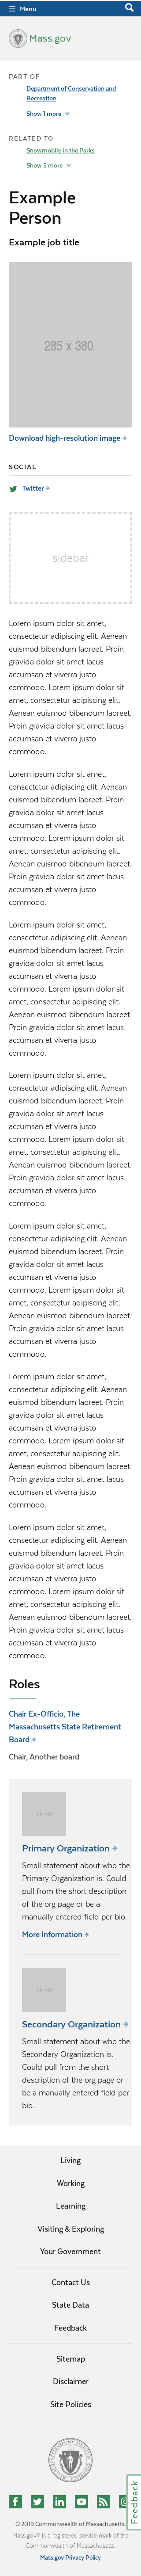 Menu
Mass.gov
PART OF
Department of Conservation and
Recreation
Show 1 more
RELATED TO
Snowmobile in the Parks
Show 5 more
Example
Person
Example job title
285 x 380
Download high-resolution image
SOCIAL
Twitter
sidebar
Lorem ipsum dolor sit amet,
consectetur adipiscing elit. Aenean
euismod bibendum laoreet. Proin
gravida dolor sit amet lacus
accumsan et viverra justo
commodo. Lorem ipsum dolor sit
amet, consectetur adipiscing elit.
Aenean euismod bibendum laoreet.
Proin gravida dolor sit amet lacus
accumsan et viverra justo
commodo.
Lorem ipsum dolor sit amet,
consectetur adipiscing elit. Aenean
euismod bibendum laoreet. Proin
gravida dolor sit amet lacus
accumsan et viverra justo
commodo. Lorem ipsum dolor sit
amet, consectetur adipiscing elit.
Aenean euismod bibendum laoreet.
Proin gravida dolor sit amet lacus
accumsan et viverra justo
commodo.
Lorem ipsum dolor sit amet,
consectetur adipiscing elit. Aenean
euismod bibendum laoreet. Proin
gravida dolor sit amet lacus
accumsan et viverra justo
commodo. Lorem ipsum dolor sit
amet, consectetur adipiscing elit.
Aenean euismod bibendum laoreet.
Proin gravida dolor sit amet lacus
accumsan et viverra justo
commodo.
Lorem ipsum dolor sit amet,
consectetur adipiscing elit. Aenean
euismod bibendum laoreet. Proin
gravida dolor sit amet lacus
accumsan et viverra justo
commodo. Lorem ipsum dolor sit
amet, consectetur adipiscing elit.
Aenean euismod bibendum laoreet.
Proin gravida dolor sit amet lacus
accumsan et viverra justo
commodo.
Lorem ipsum dolor sit amet,
consectetur adipiscing elit. Aenean
euismod bibendum laoreet. Proin
gravida dolor sit amet lacus
accumsan et viverra justo
commodo. Lorem ipsum dolor sit
amet, consectetur adipiscing elit.
Aenean euismod bibendum laoreet.
Proin gravida dolor sit amet lacus
accumsan et viverra justo
commodo.
Lorem ipsum dolor sit amet,
consectetur adipiscing elit. Aenean
euismod bibendum laoreet. Proin
gravida dolor sit amet lacus
accumsan et viverra justo
commodo. Lorem ipsum dolor sit
amet, consectetur adipiscing elit.
Aenean euismod bibendum laoreet.
Proin gravida dolor sit amet lacus
accumsan et viverra justo
commodo.
Lorem ipsum dolor sit amet,
consectetur adipiscing elit. Aenean
euismod bibendum laoreet. Proin
gravida dolor sit amet lacus
accumsan et viverra justo
commodo. Lorem ipsum dolor sit
amet, consectetur adipiscing elit.
Aenean euismod bibendum laoreet.
Proin gravida dolor sit amet lacus
accumsan et viverra justo
commodo.
Roles
Chair Ex-Officio, The
Massachusetts State Retirement
Board
Chair, Another board
Primary Organization
Small statement about who the
Primary Organization is. Could
pull from the short description
of the org page or be a
manually entered field per bio.
More Information
Secondary Organization
Small statement about who the
Secondary Organization is.
Could pull from the short
description of the org page or
be a manually entered field per
bio.
Living
Working
Learning
Visiting & Exploring
Your Government
Contact Us
State Data
Feedback
Sitemap
Disclaimer
Site Policies
Feedback
© 2019 Commonwealth of Massachusetts.
Mass.gov® is a registered service mark of the
Commonwealth of Massachusetts.
Mass.gov Privacy Policy